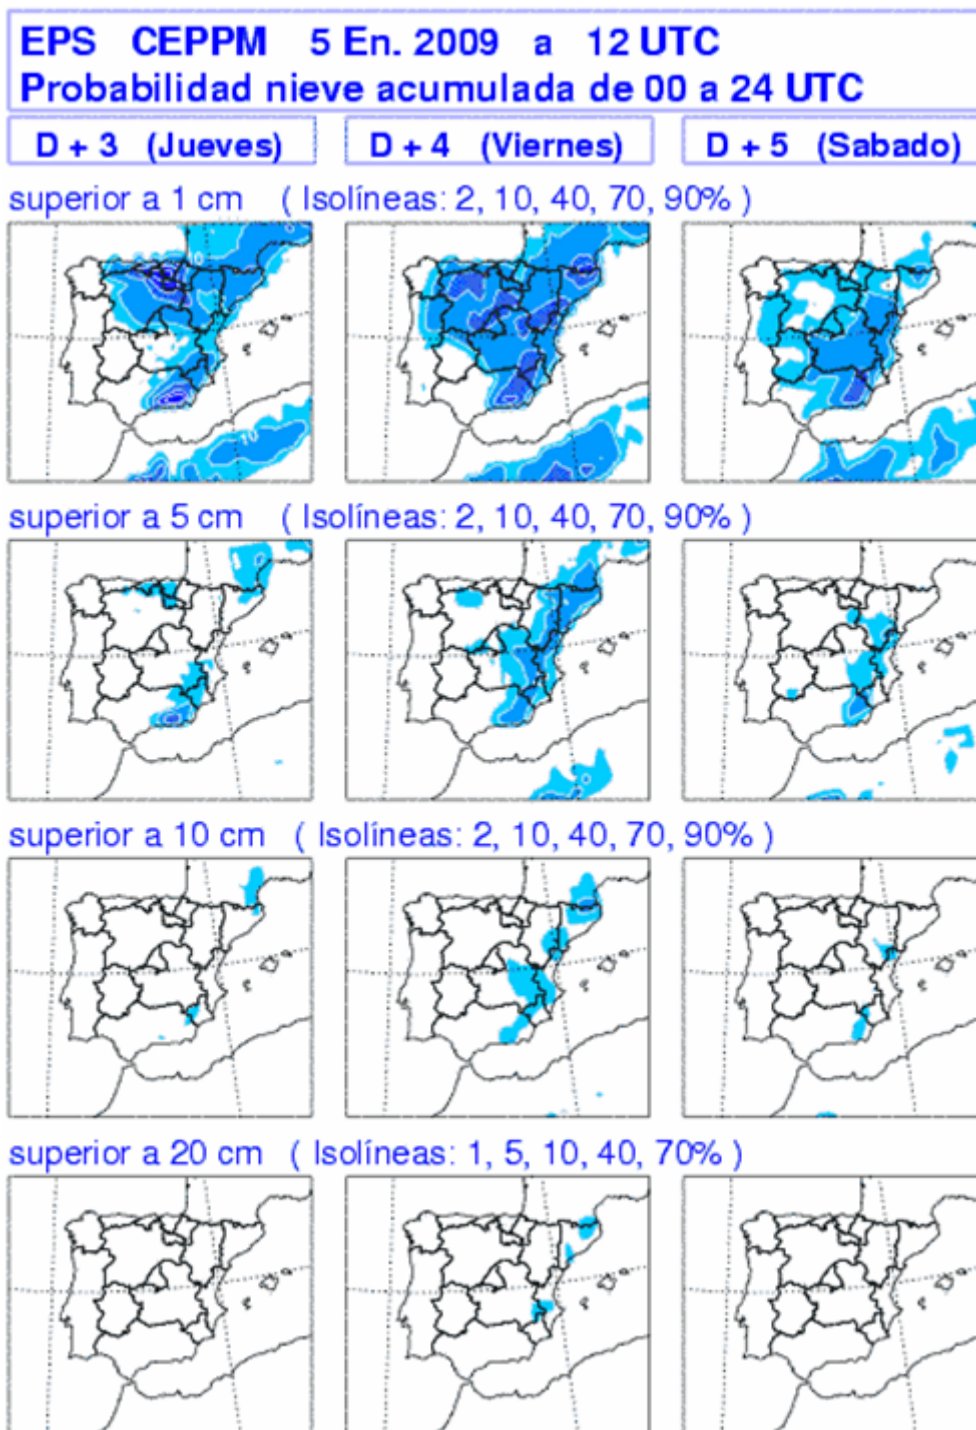 EPS CEPPM 5 En. 2009 a 12 UTC
Probabilidad nieve acumulada de 00 a 24 UTC
D + 3 (Jueves) D + 4 (Viernes) D + 5 (Sabado)
superior a 1 cm ( Isolíneas: 2, 10, 40, 70, 90% )
superior a 5 cm ( Isolíneas: 2, 10, 40, 70, 90% )
superior a 10 cm ( Isolíneas: 2, 10, 40, 70, 90% )
superior a 20 cm ( Isolíneas: 1, 5, 10, 40, 70% )